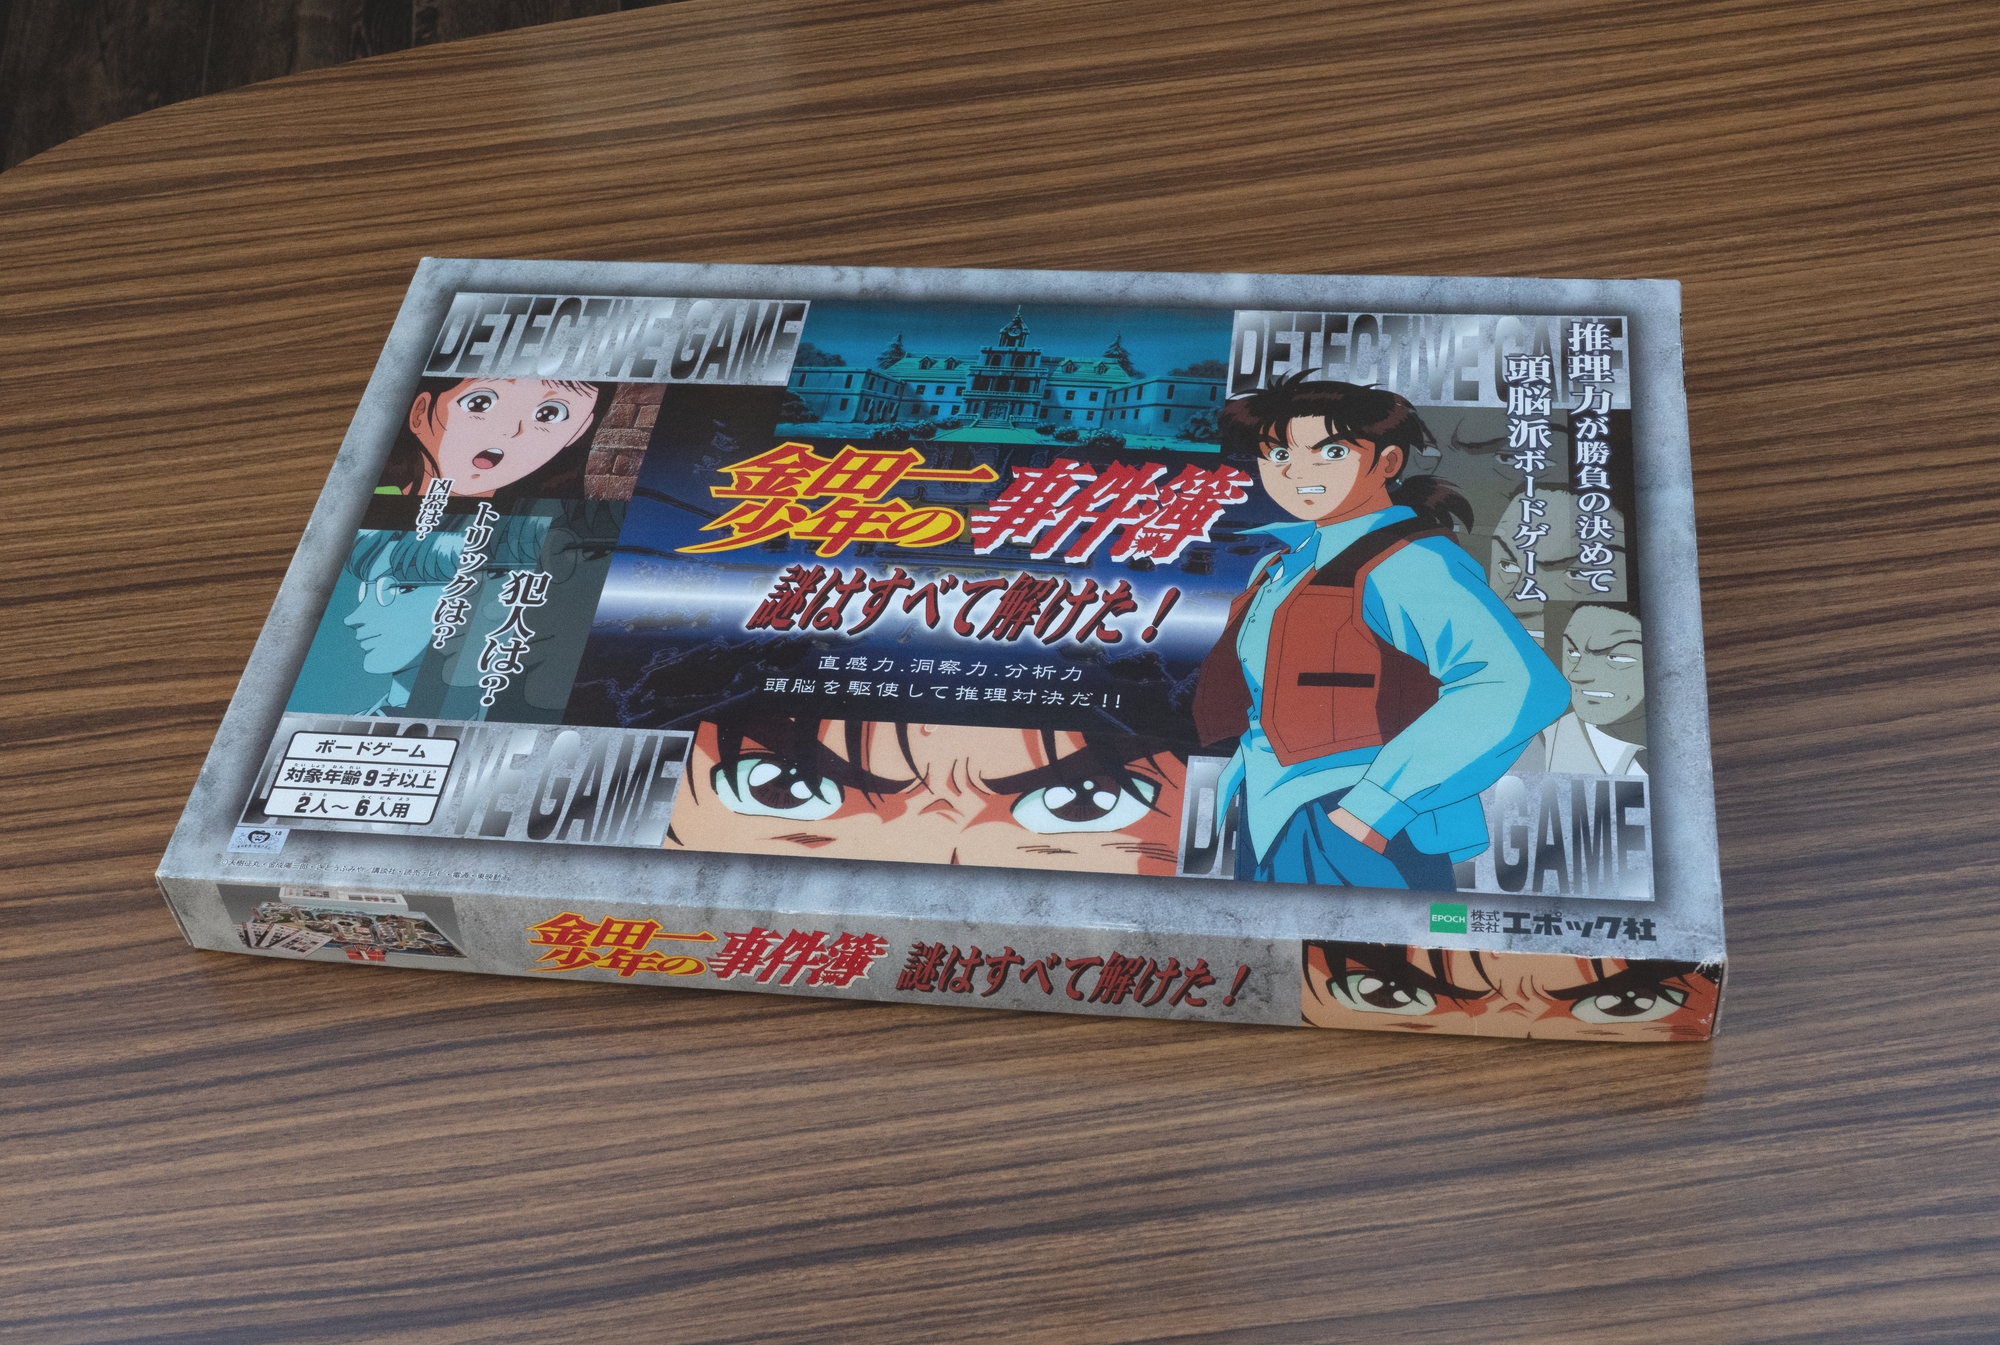 DETECTIVE GAME
DETECTIVE GAME
推理力が勝負の決めて
頭脳派ボードゲーム
金田一
少年の
事件簿
謎はすべて解けた!
直感力.洞察力.分析力
頭脳を駆使して推理対決だ!!
凶器は?
トリックは?
犯人は?
DETECTIVE GAME
DETECTIVE GAME
ボードゲーム
対象年齢9才以上
2人~6人用
EPOCH
株式会社
エポック社
金田一
少年の
事件簿
謎はすべて解けた!